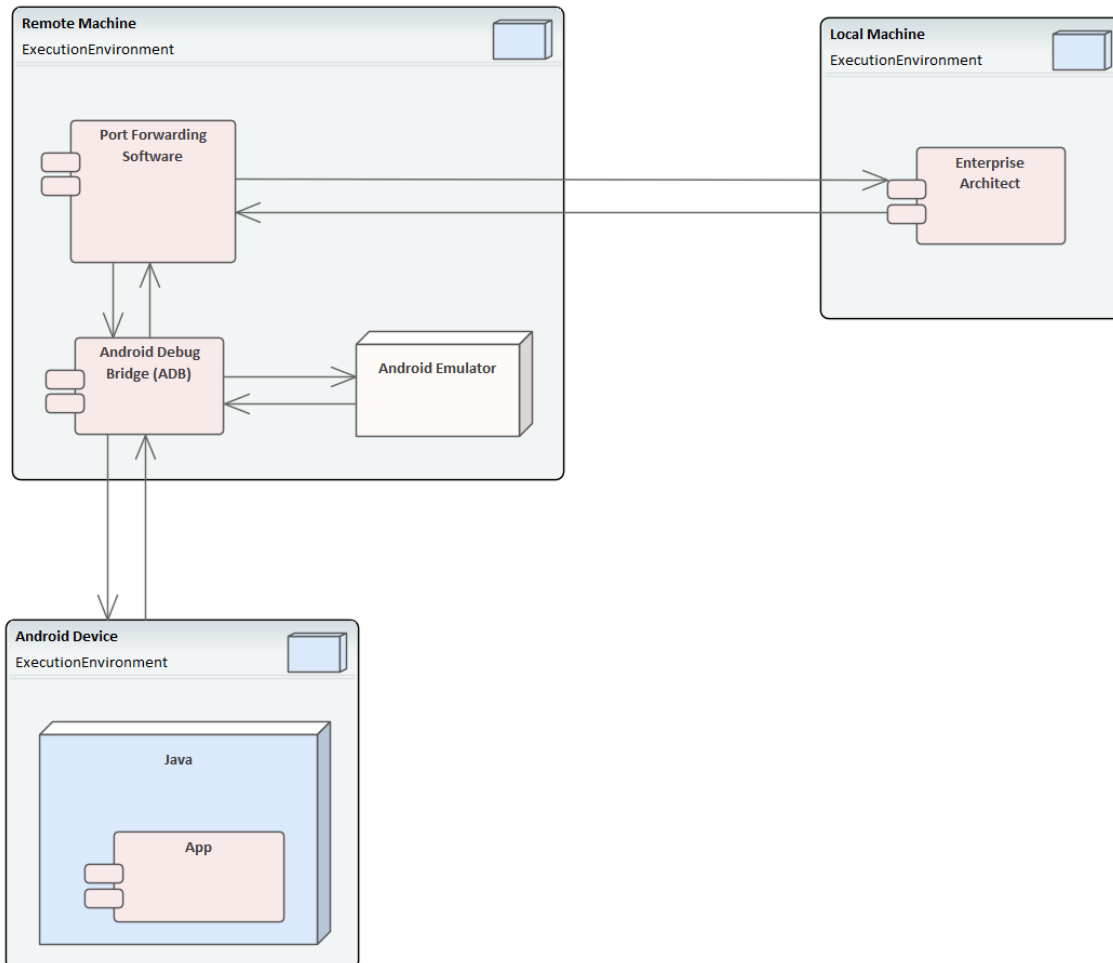 Remote Machine
ExecutionEnvironment
Port Forwarding
Software
Android Debug
Bridge (ADB)
Android Emulator
Local Machine
ExecutionEnvironment
Enterprise
Architect
Android Device
ExecutionEnvironment
Java
App